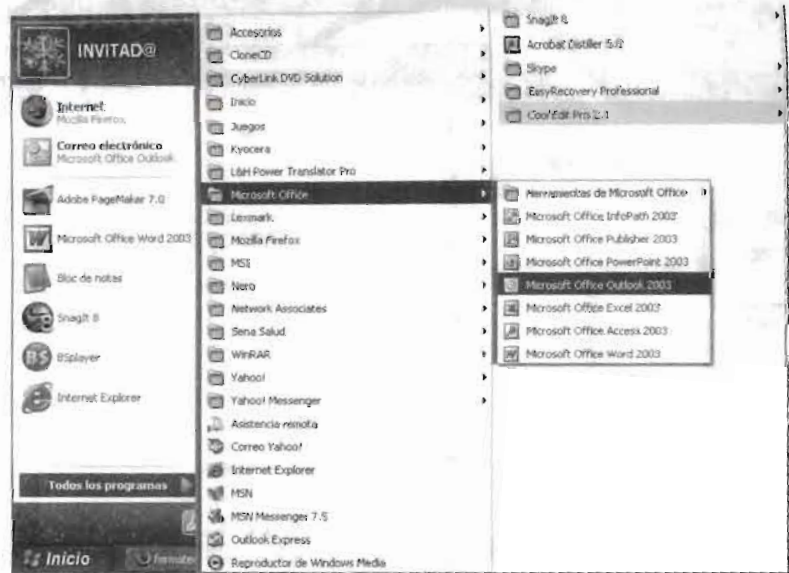 INVITAD@
Internet
Mozilla Firefox
Correo electrónico
Microsoft Office Outlook
Adobe PageMaker 7.0
Microsoft Office Word 2003
Bloc de notas
SnagIt 8
BSplayer
Internet Explorer
Todos los programas
Inicio
Accesorios
CloneCD
CyberLink DVD Solution
Inicio
Juegos
Kyocera
L&H Power Translator Pro
Microsoft Office
Lexmark
Mozilla Firefox
MSI
Nero
Network Associates
Sena Salud
WinRAR
Yahoo!
Yahoo! Messenger
Asistencia remota
Correo Yahoo!
Internet Explorer
MSN
MSN Messenger 7.5
Outlook Express
Reproductor de Windows Media
SnagIt 8
Acrobat Distiller 5.0
Skype
EasyRecovery Professional
Cool Edit Pro 2.1
Herramientas de Microsoft Office
Microsoft Office InfoPath 2003
Microsoft Office Publisher 2003
Microsoft Office PowerPoint 2003
Microsoft Office Outlook 2003
Microsoft Office Excel 2003
Microsoft Office Access 2003
Microsoft Office Word 2003